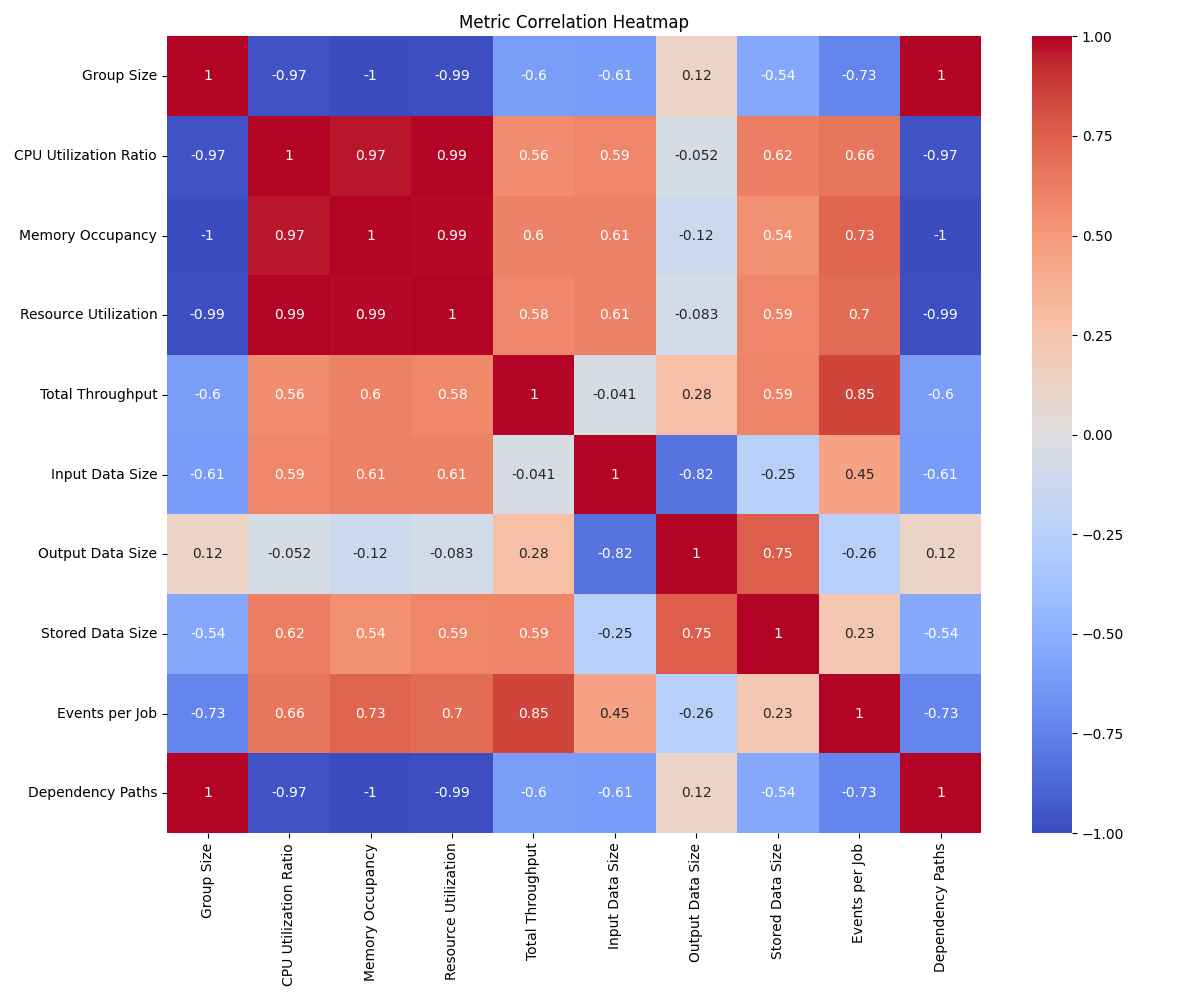 Metric Correlation Heatmap
Group Size 1 -0.97 -1 -0.99 -0.6 -0.61 0.12 -0.54 -0.73 1
CPU Utilization Ratio -0.97 1 0.97 0.99 0.56 0.59 -0.052 0.62 0.66 -0.97
Memory Occupancy -1 0.97 1 0.99 0.6 0.61 -0.12 0.54 0.73 -1
Resource Utilization -0.99 0.99 0.99 1 0.58 0.61 -0.083 0.59 0.7 -0.99
Total Throughput -0.6 0.56 0.6 0.58 1 -0.041 0.28 0.59 0.85 -0.6
Input Data Size -0.61 0.59 0.61 0.61 -0.041 1 -0.82 -0.25 0.45 -0.61
Output Data Size 0.12 -0.052 -0.12 -0.083 0.28 -0.82 1 0.75 -0.26 0.12
Stored Data Size -0.54 0.62 0.54 0.59 0.59 -0.25 0.75 1 0.23 -0.54
Events per Job -0.73 0.66 0.73 0.7 0.85 0.45 -0.26 0.23 1 -0.73
Dependency Paths 1 -0.97 -1 -0.99 -0.6 -0.61 0.12 -0.54 -0.73 1
Group Size
CPU Utilization Ratio
Memory Occupancy
Resource Utilization
Total Throughput
Input Data Size
Output Data Size
Stored Data Size
Events per Job
Dependency Paths
1.00
0.75
0.50
0.25
0.00
−0.25
−0.50
−0.75
−1.00